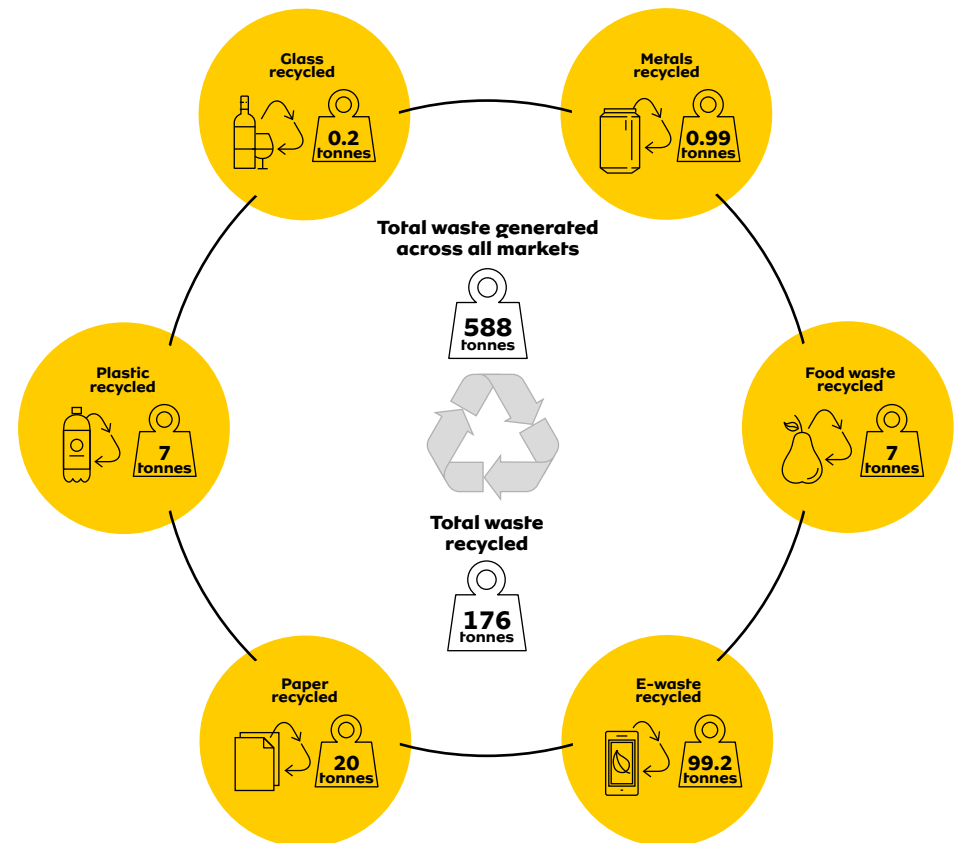 Glass
recycled
0.2
tonnes
Metals
recycled
0.99
tonnes
Total waste generated
across all markets
588
tonnes
Plastic
recycled
7
tonnes
Food waste
recycled
7
tonnes
Total waste
recycled
176
tonnes
Paper
recycled
20
tonnes
E-waste
recycled
99.2
tonnes